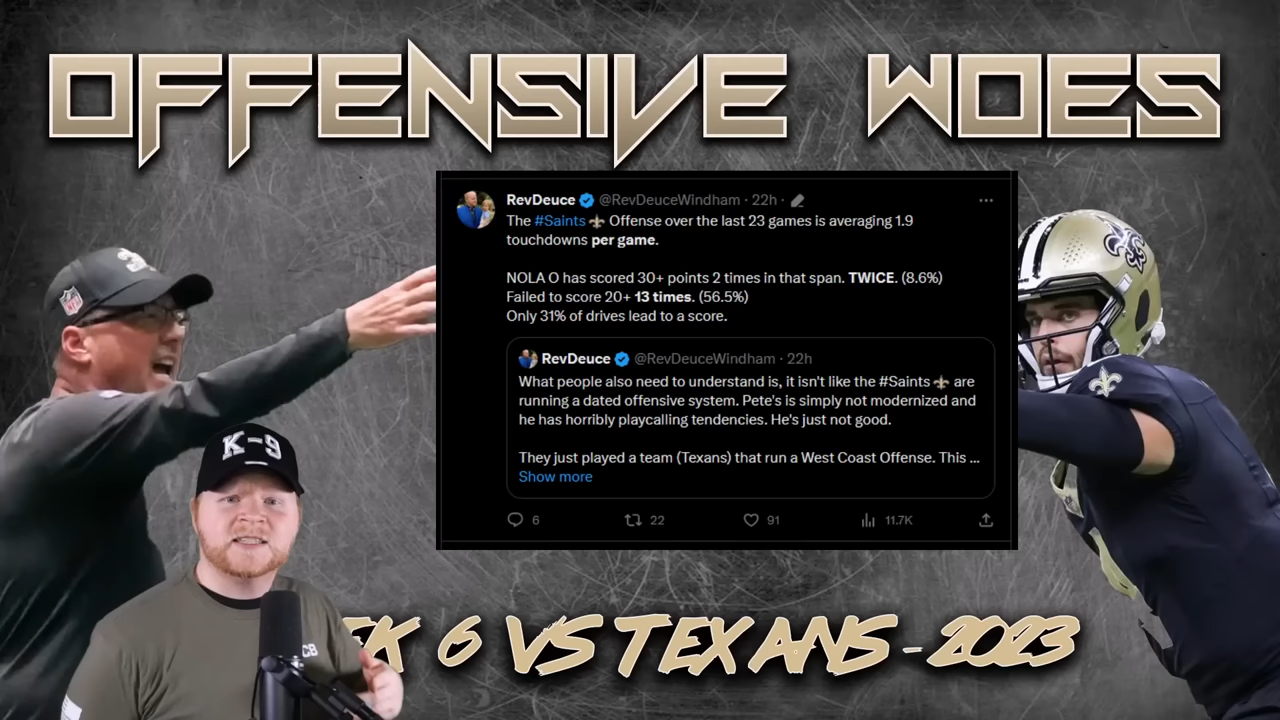 OFFENSIVE WOES
RevDeuce @RevDeuceWindham · 22h ·
The #Saints Offense over the last 23 games is averaging 1.9
touchdowns per game.
NOLA O has scored 30+ points 2 times in that span. TWICE. (8.6%)
Failed to score 20+ 13 times. (56.5%)
Only 31% of drives lead to a score.
RevDeuce @RevDeuceWindham · 22h
What people also need to understand is, it isn't like the #Saints are
running a dated offensive system. Pete's is simply not modernized and
he has horribly playcalling tendencies. He's just not good.
They just played a team (Texans) that run a West Coast Offense. This ...
Show more
6 22 91 11.7K
K-9
EK 6 VS TEXANS - 2023
CB